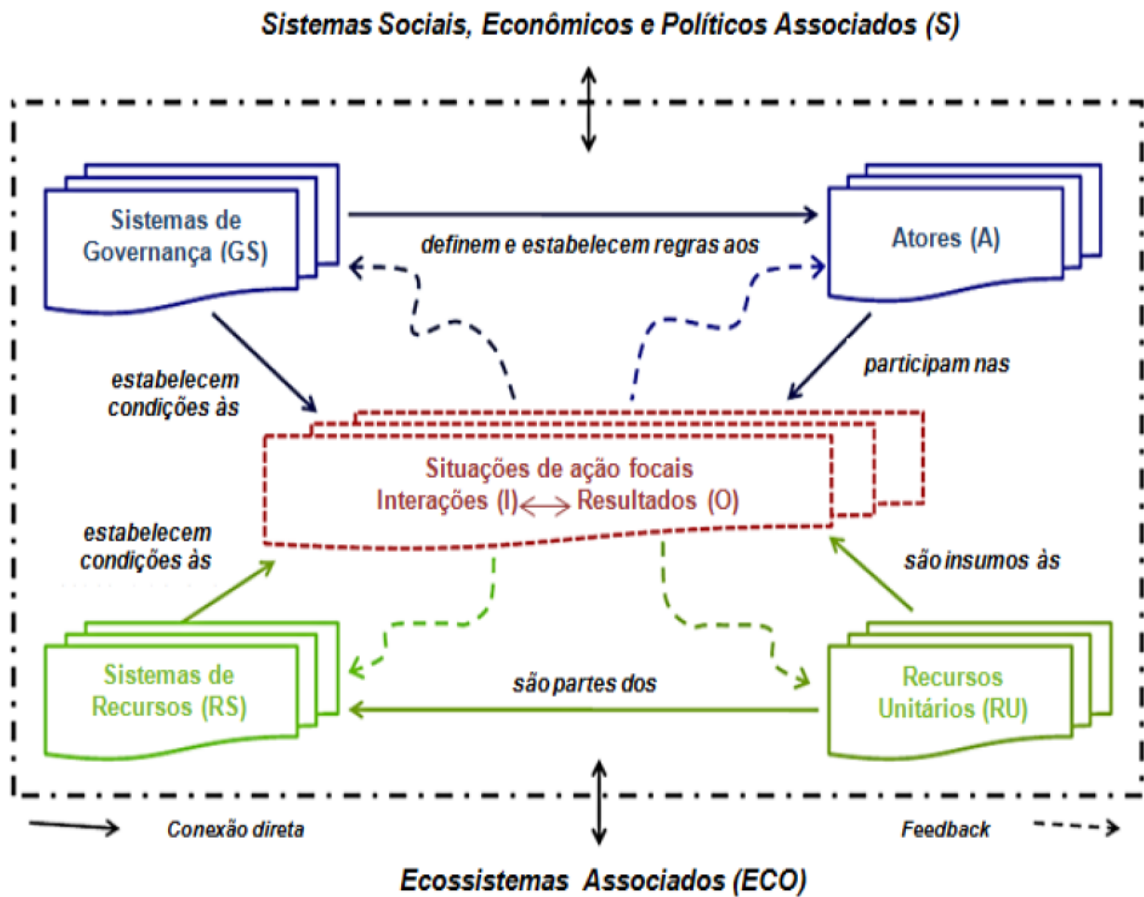 Sistemas Sociais, Econômicos e Políticos Associados (S)
Sistemas de
Governança (GS)
definem e estabelecem regras aos
Atores (A)
estabelecem
condições às
participam nas
Situações de ação focais
Interações (I) Resultados (O)
estabelecem
condições às
são insumos às
Sistemas de
Recursos (RS)
são partes dos
Recursos
Unitários (RU)
Conexão direta
Feedback
Ecossistemas Associados (ECO)